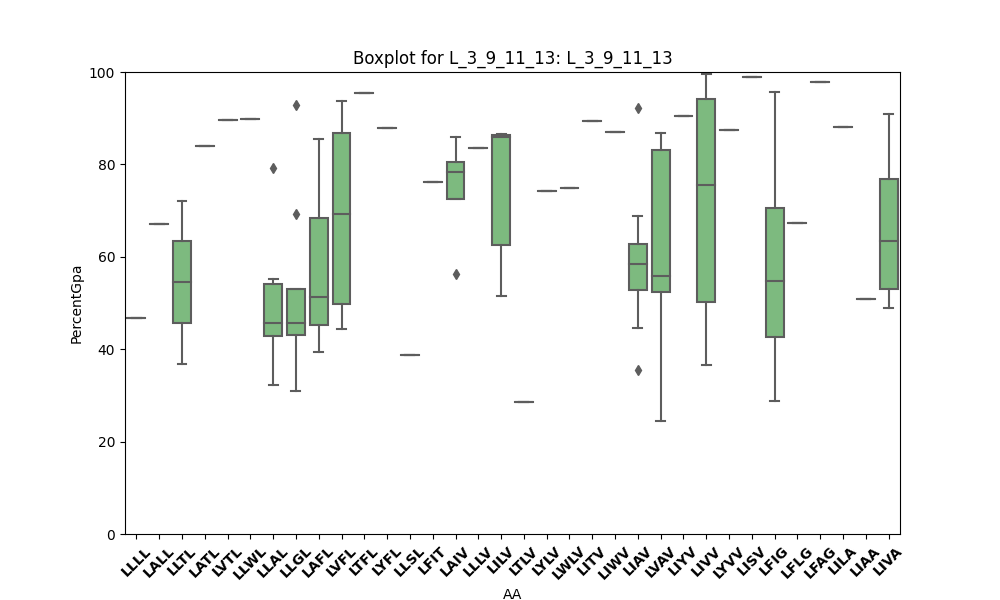 Boxplot for L_3_9_11_13: L_3_9_11_13
PercentGpa
100
80
60
40
20
0
LLLL
LALL
LLTL
LATL
LVTL
LLWL
LLAL
LLGL
LAFL
LVFL
LTFL
LYFL
LLSL
LFIT
LAIV
LLLV
LILV
LTLV
LYLV
LWLV
LITV
LIWV
LIAV
LVAV
LIYV
LIVV
LYVV
LISV
LFIG
LFLG
LFAG
LILA
LIAA
LIVA
AA